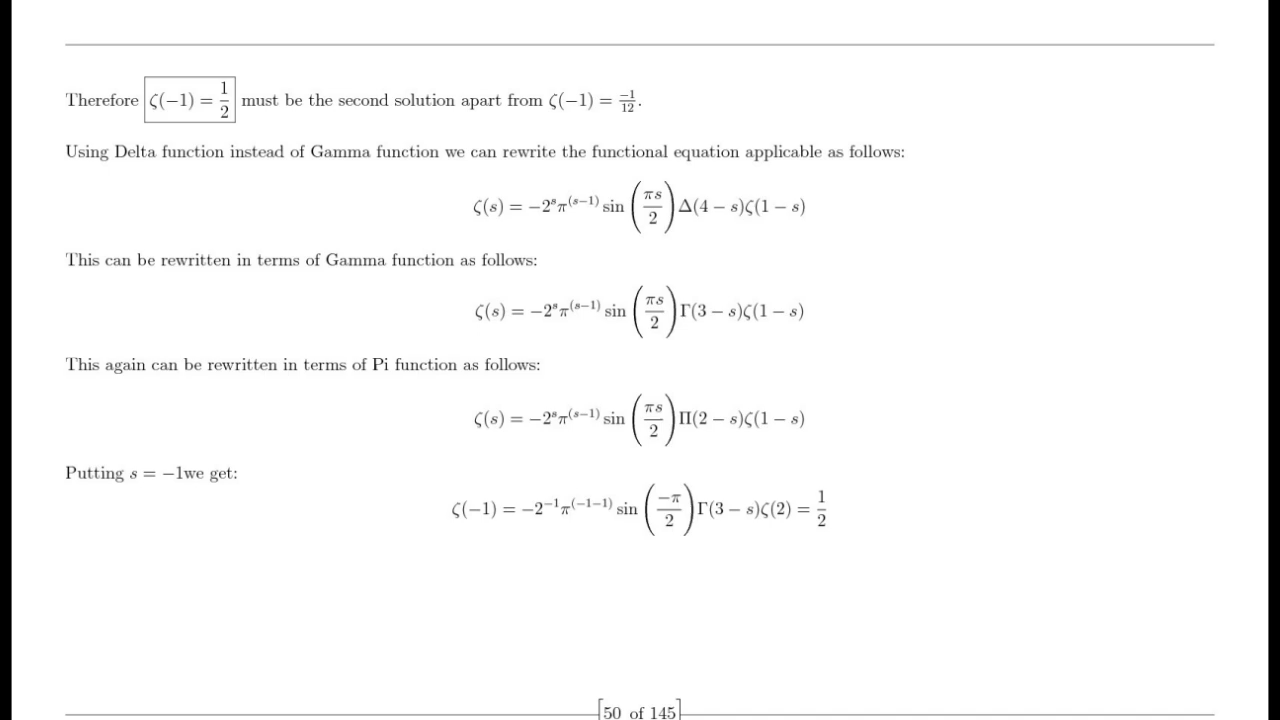 Therefore ζ(−1) = 1/2 must be the second solution apart from ζ(−1) = −1/12.
Using Delta function instead of Gamma function we can rewrite the functional equation applicable as follows:
ζ(s) = −2^s π^(s−1) sin(πs/2) Δ(4 − s)ζ(1 − s)
This can be rewritten in terms of Gamma function as follows:
ζ(s) = −2^s π^(s−1) sin(πs/2) Γ(3 − s)ζ(1 − s)
This again can be rewritten in terms of Pi function as follows:
ζ(s) = −2^s π^(s−1) sin(πs/2) Π(2 − s)ζ(1 − s)
Putting s = −1we get:
ζ(−1) = −2^−1 π^(−1−1) sin(−π/2) Γ(3 − s)ζ(2) = 1/2
[50 of 145]